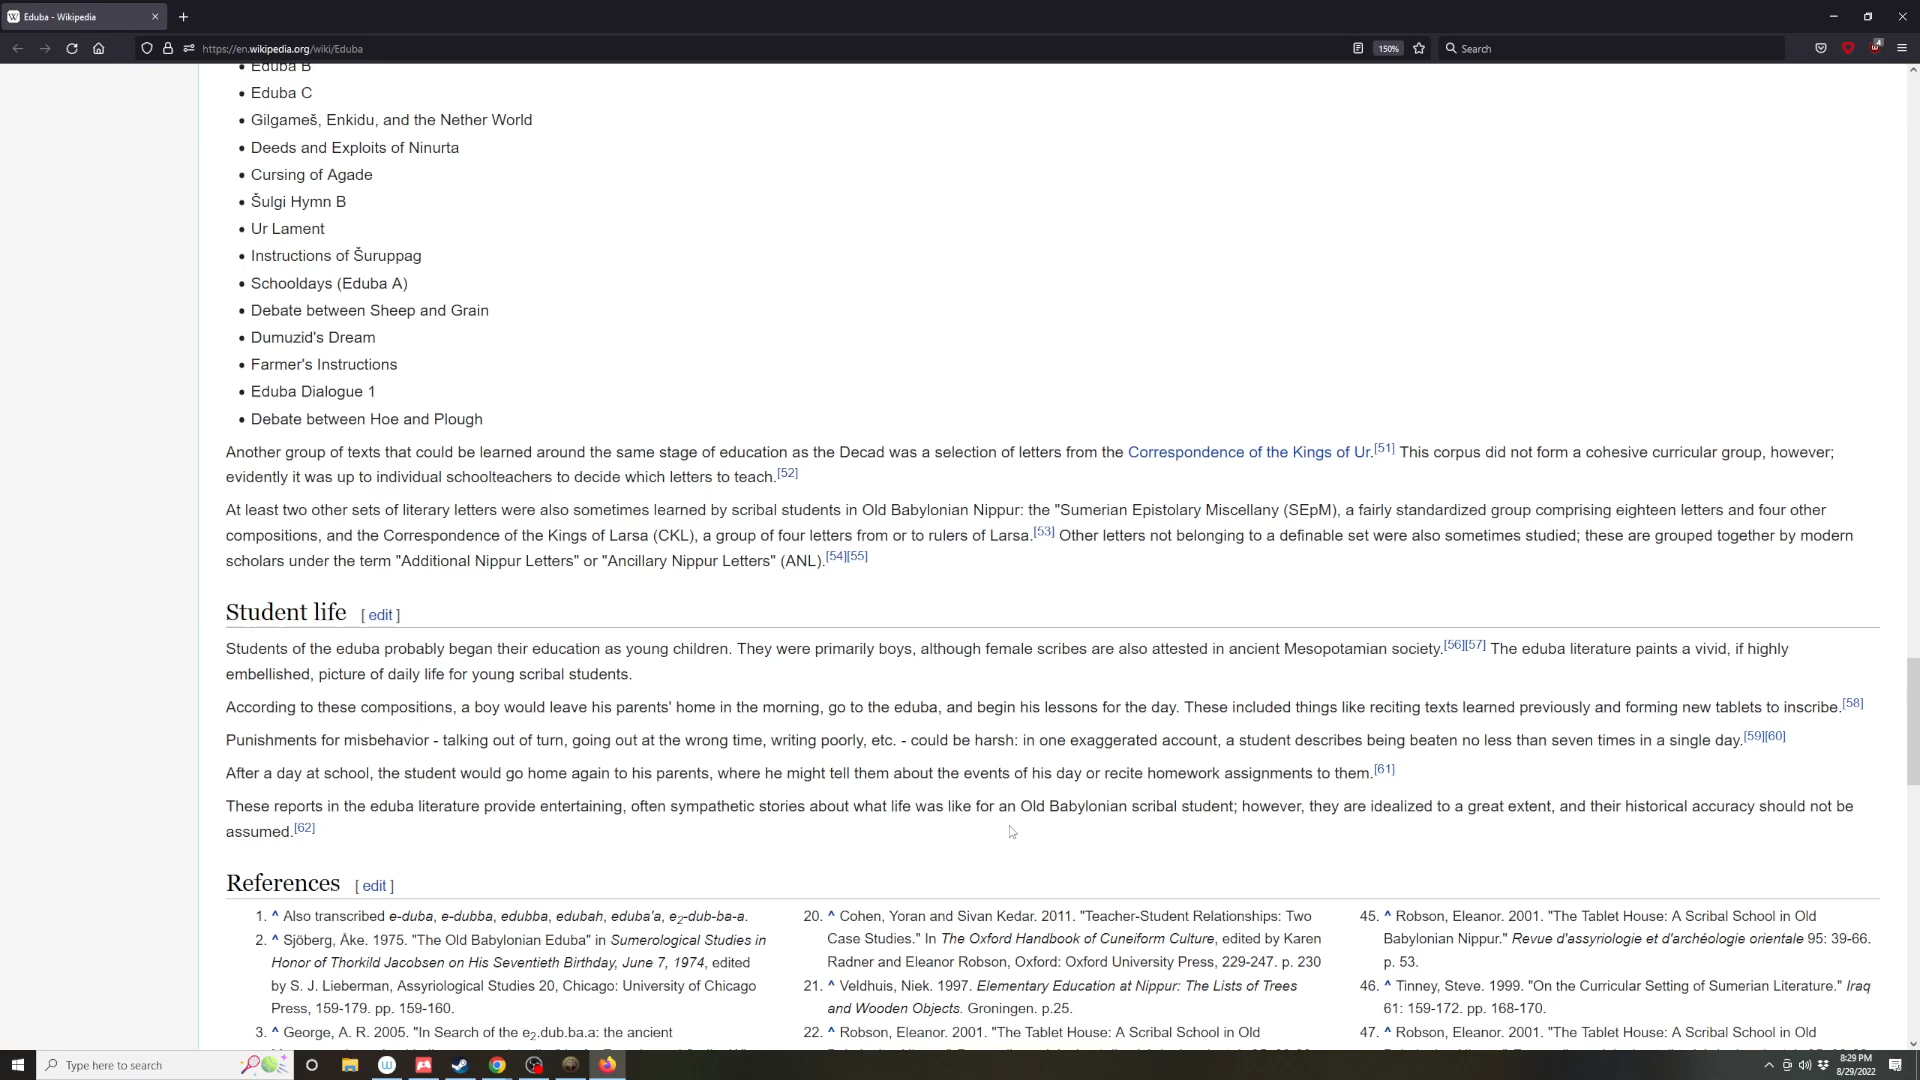 Eduba - Wikipedia
https://en.wikipedia.org/wiki/Eduba
150%
Search
4
Eduba B
Eduba C
Gilgameš, Enkidu, and the Nether World
Deeds and Exploits of Ninurta
Cursing of Agade
Šulgi Hymn B
Ur Lament
Instructions of Šuruppag
Schooldays (Eduba A)
Debate between Sheep and Grain
Dumuzid's Dream
Farmer's Instructions
Eduba Dialogue 1
Debate between Hoe and Plough
Another group of texts that could be learned around the same stage of education as the Decad was a selection of letters from the Correspondence of the Kings of Ur.[51] This corpus did not form a cohesive curricular group, however;
evidently it was up to individual schoolteachers to decide which letters to teach.[52]
At least two other sets of literary letters were also sometimes learned by scribal students in Old Babylonian Nippur: the "Sumerian Epistolary Miscellany (SEpM), a fairly standardized group comprising eighteen letters and four other
compositions, and the Correspondence of the Kings of Larsa (CKL), a group of four letters from or to rulers of Larsa.[53] Other letters not belonging to a definable set were also sometimes studied; these are grouped together by modern
scholars under the term "Additional Nippur Letters" or "Ancillary Nippur Letters" (ANL).[54][55]
Student life [ edit ]
Students of the eduba probably began their education as young children. They were primarily boys, although female scribes are also attested in ancient Mesopotamian society.[56][57] The eduba literature paints a vivid, if highly
embellished, picture of daily life for young scribal students.
According to these compositions, a boy would leave his parents' home in the morning, go to the eduba, and begin his lessons for the day. These included things like reciting texts learned previously and forming new tablets to inscribe.[58]
Punishments for misbehavior - talking out of turn, going out at the wrong time, writing poorly, etc. - could be harsh: in one exaggerated account, a student describes being beaten no less than seven times in a single day.[59][60]
After a day at school, the student would go home again to his parents, where he might tell them about the events of his day or recite homework assignments to them.[61]
These reports in the eduba literature provide entertaining, often sympathetic stories about what life was like for an Old Babylonian scribal student; however, they are idealized to a great extent, and their historical accuracy should not be
assumed.[62]
References [ edit ]
1. ^ Also transcribed e-duba, e-dubba, edubba, edubah, eduba'a, e2-dub-ba-a.
2. ^ Sjöberg, Åke. 1975. "The Old Babylonian Eduba" in Sumerological Studies in
Honor of Thorkild Jacobsen on His Seventieth Birthday, June 7, 1974, edited
by S. J. Lieberman, Assyriological Studies 20, Chicago: University of Chicago
Press, 159-179. pp. 159-160.
3. ^ George, A. R. 2005. "In Search of the e2.dub.ba.a: the ancient
20. ^ Cohen, Yoran and Sivan Kedar. 2011. "Teacher-Student Relationships: Two
Case Studies." In The Oxford Handbook of Cuneiform Culture, edited by Karen
Radner and Eleanor Robson, Oxford: Oxford University Press, 229-247. p. 230
21. ^ Veldhuis, Niek. 1997. Elementary Education at Nippur: The Lists of Trees
and Wooden Objects. Groningen. p.25.
22. ^ Robson, Eleanor. 2001. "The Tablet House: A Scribal School in Old
45. ^ Robson, Eleanor. 2001. "The Tablet House: A Scribal School in Old
Babylonian Nippur." Revue d'assyriologie et d'archéologie orientale 95: 39-66.
p. 53.
46. ^ Tinney, Steve. 1999. "On the Curricular Setting of Sumerian Literature." Iraq
61: 159-172. pp. 168-170.
47. ^ Robson, Eleanor. 2001. "The Tablet House: A Scribal School in Old
Type here to search
8:29 PM
8/29/2022